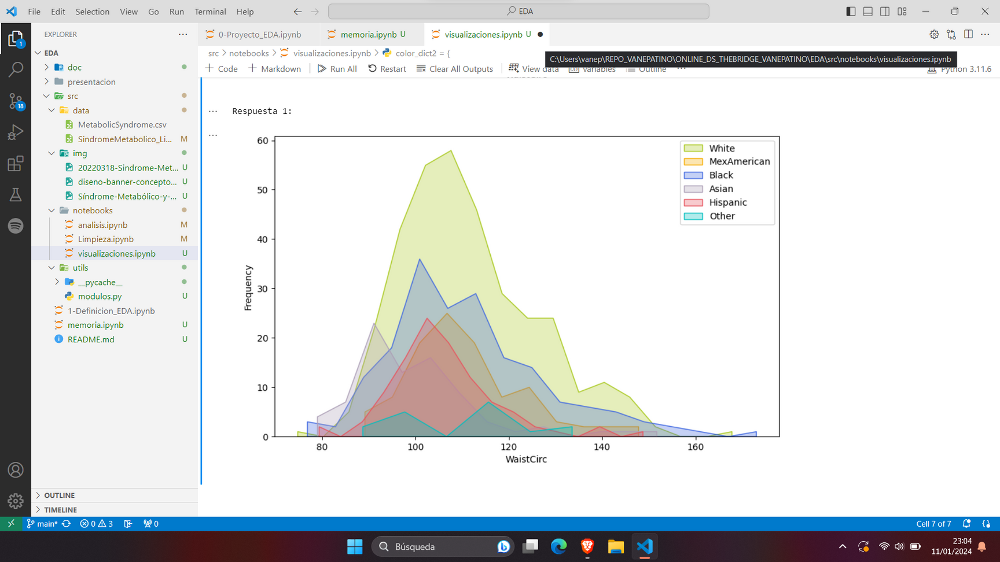 File Edit Selection View Go Run Terminal Help
EDA
EXPLORER
0-Proyecto_EDA.ipynb
memoria.ipynb U
visualizaciones.ipynb U
EDA
src > notebooks > visualizaciones.ipynb > color_dict2 = {
C:\Users\vanep\REPO_VANEPATINO\ONLINE_DS_THEBRIDGE_VANEPATINO\EDA\src\notebooks\visualizaciones.ipynb
Code Markdown Run All Restart Clear All Outputs View data Variables Outline
Python 3.11.6
doc
presentacion
src
data
MetabolicSyndrome.csv
SindromeMetabolico_Li... M
img
20220318-Sindrome-Met... U
diseno-banner-concepto... U
Síndrome-Metabólico-y-... U
notebooks
analisis.ipynb M
Limpieza.ipynb M
visualizaciones.ipynb U
utils
__pycache__
modulos.py U
1-Definicion_EDA.ipynb
memoria.ipynb U
README.md U
OUTLINE
TIMELINE
1
18
Respuesta 1:
60
50
40
30
20
10
0
Frequency
80 100 120 140 160
WaistCirc
White
MexAmerican
Black
Asian
Hispanic
Other
main* 0 3 0
Cell 7 of 7
Búsqueda
23:04
11/01/2024